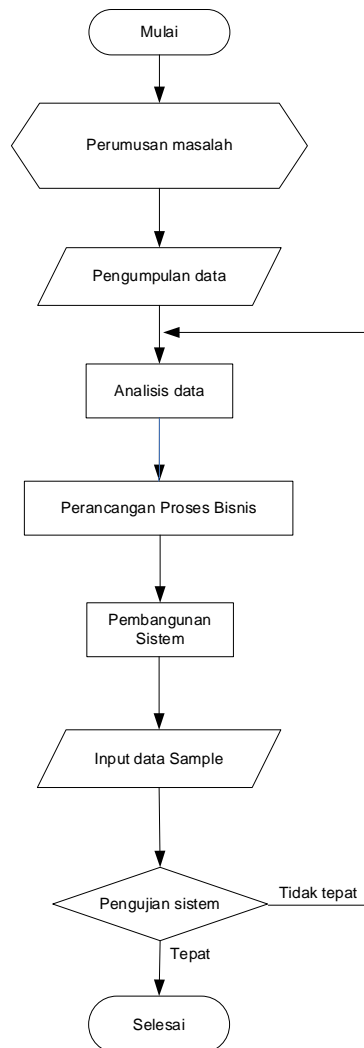 Mulai
Perumusan masalah
Pengumpulan data
Analisis data
Perancangan Proses Bisnis
Pembangunan
Sistem
Input data Sample
Pengujian sistem
Tidak tepat
Tepat
Selesai